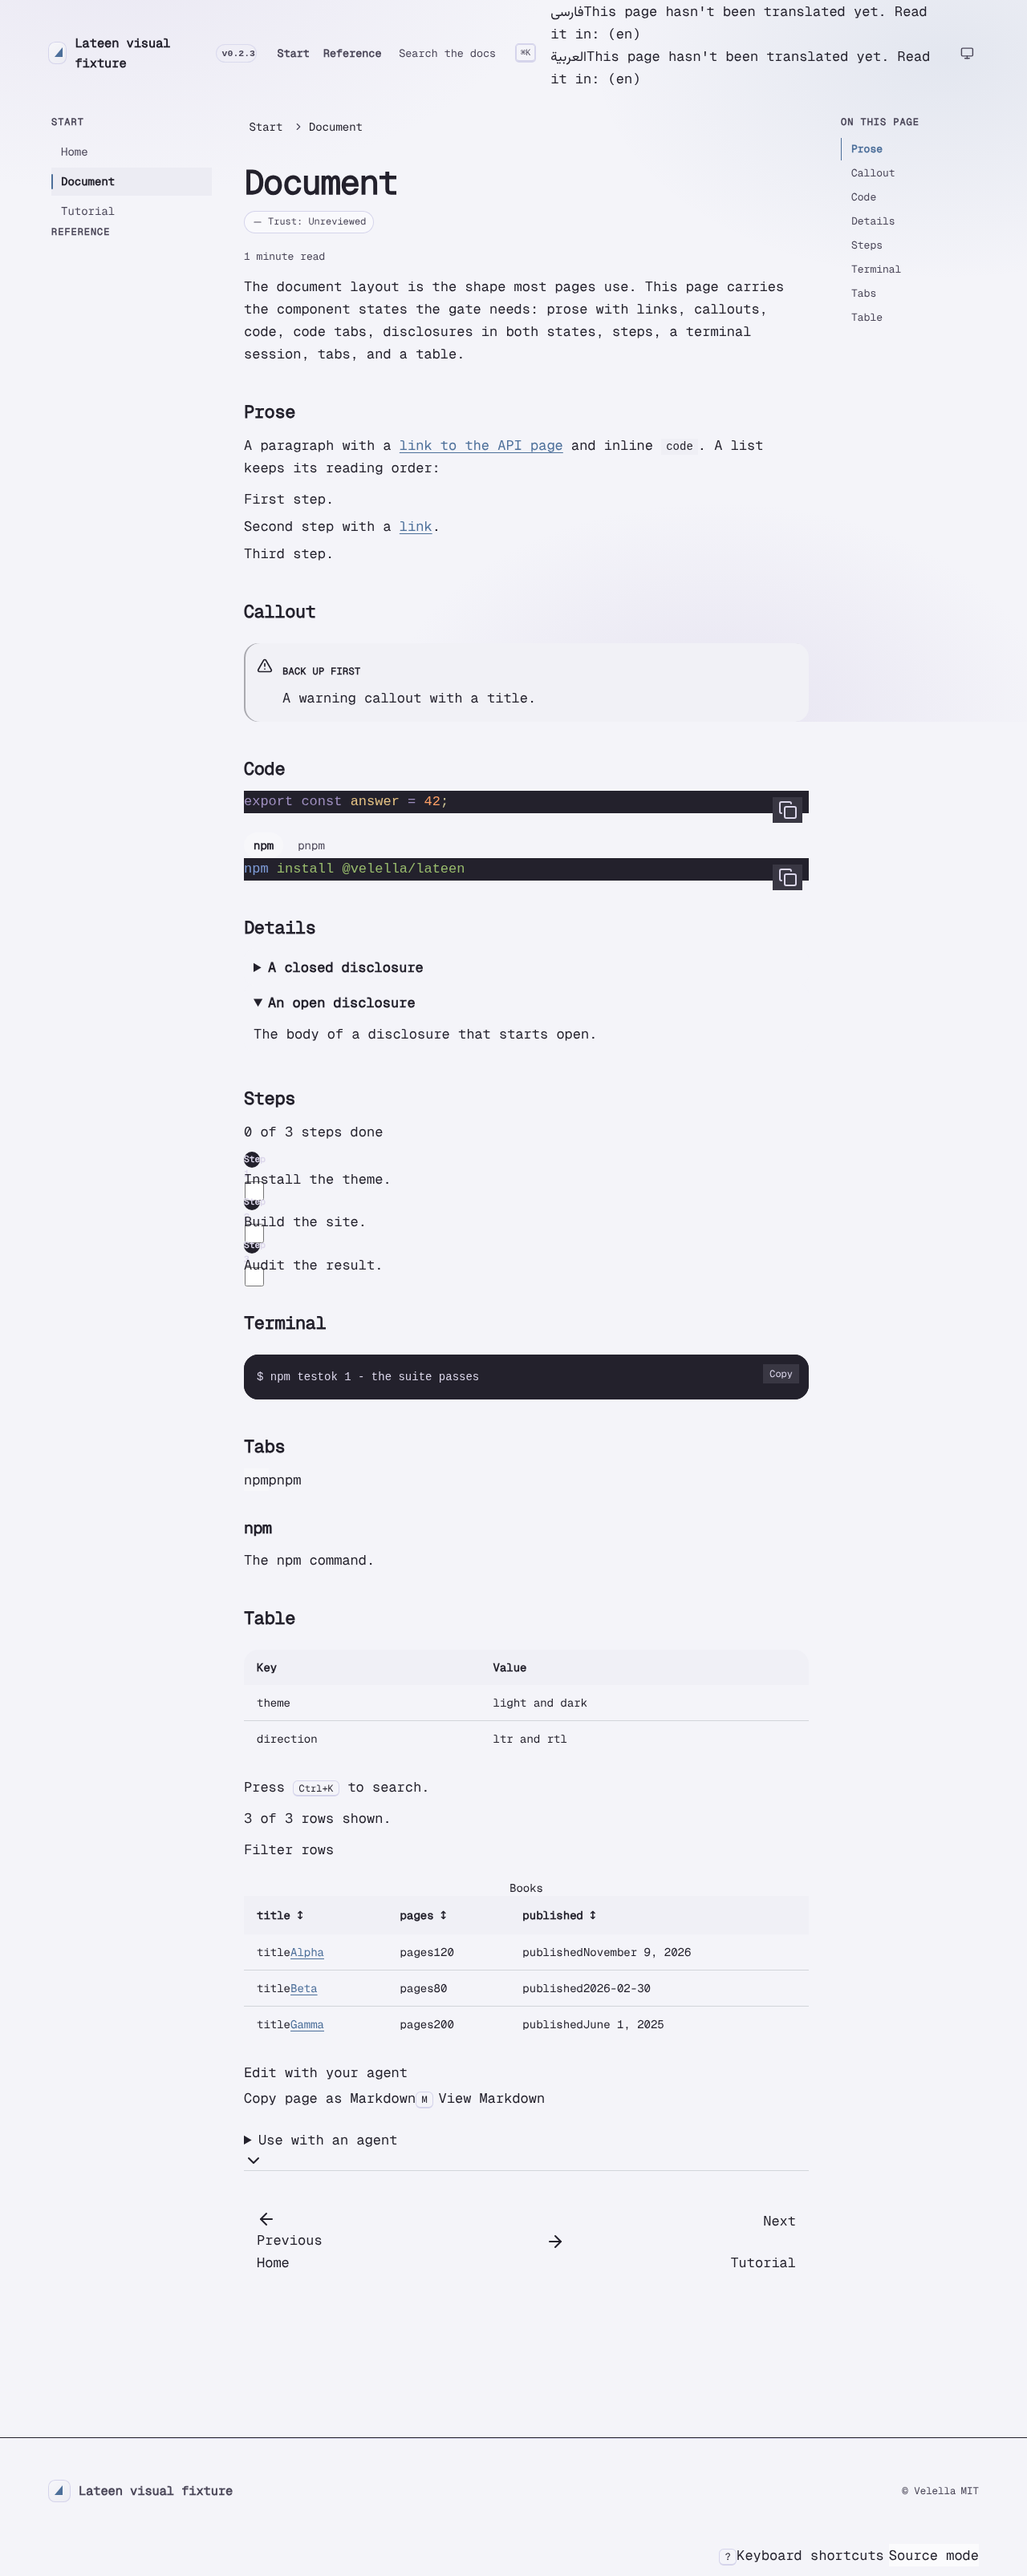 Lateen visual
fixture
v0.2.3
Start
Reference
Search the docs
⌘K
فارسیThis page hasn't been translated yet. Read
it in: (en)
العربيةThis page hasn't been translated yet. Read
it in: (en)
START
Home
Document
Tutorial
REFERENCE
Start > Document
Document
— Trust: Unreviewed
1 minute read
The document layout is the shape most pages use. This page carries
the component states the gate needs: prose with links, callouts,
code, code tabs, disclosures in both states, steps, a terminal
session, tabs, and a table.
Prose
A paragraph with a link to the API page and inline code. A list
keeps its reading order:
First step.
Second step with a link.
Third step.
Callout
BACK UP FIRST
A warning callout with a title.
Code
export const answer = 42;
npm pnpm
npm install @velella/lateen
Details
A closed disclosure
An open disclosure
The body of a disclosure that starts open.
Steps
0 of 3 steps done
Step
Install the theme.
Step
Build the site.
Step
Audit the result.
Terminal
$ npm testok 1 - the suite passes
Copy
Tabs
npmpnpm
npm
The npm command.
Table
Key Value
theme light and dark
direction ltr and rtl
Press Ctrl+K to search.
3 of 3 rows shown.
Filter rows
Books
title ↕ pages ↕ published ↕
titleAlpha pages120 publishedNovember 9, 2026
titleBeta pages80 published2026-02-30
titleGamma pages200 publishedJune 1, 2025
Edit with your agent
Copy page as Markdown M View Markdown
Use with an agent
Previous
Home
Next
Tutorial
ON THIS PAGE
Prose
Callout
Code
Details
Steps
Terminal
Tabs
Table
Lateen visual fixture
© Velella MIT
? Keyboard shortcuts Source mode